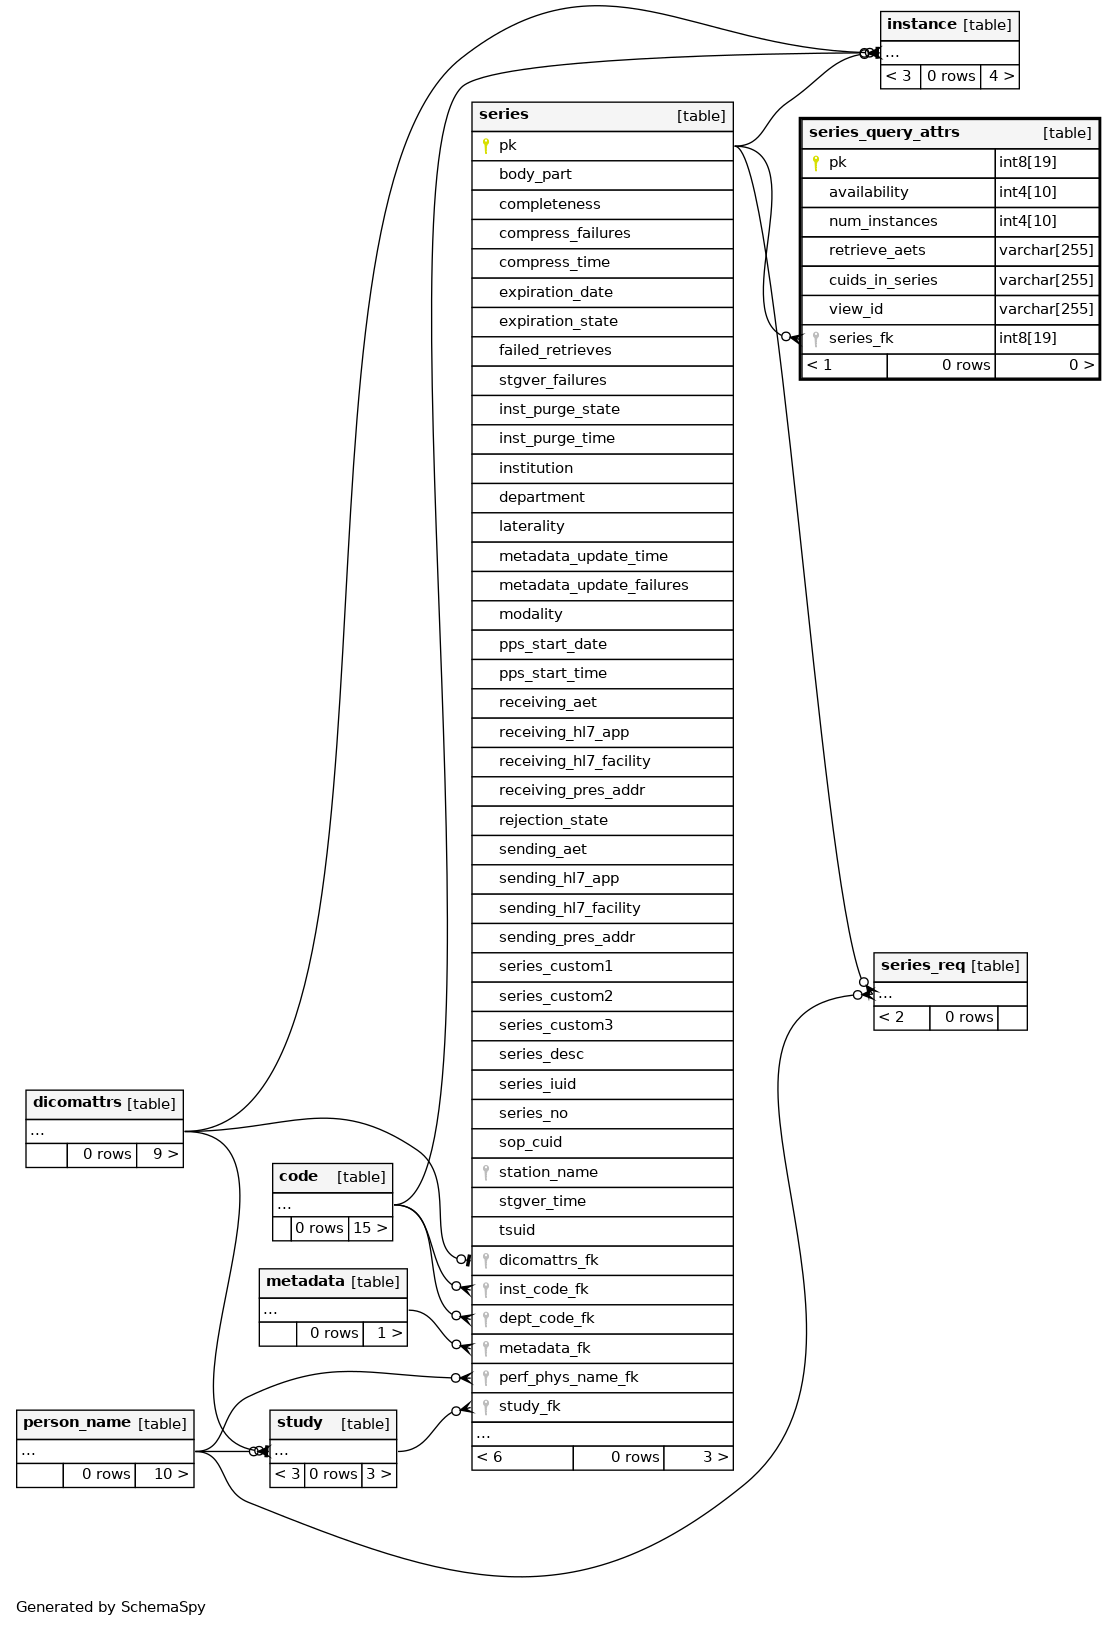 instance [table]
...
< 3 0 rows 4 >
series [table]
pk
body_part
completeness
compress_failures
compress_time
expiration_date
expiration_state
failed_retrieves
stgver_failures
inst_purge_state
inst_purge_time
institution
department
laterality
metadata_update_time
metadata_update_failures
modality
pps_start_date
pps_start_time
receiving_aet
receiving_hl7_app
receiving_hl7_facility
receiving_pres_addr
rejection_state
sending_aet
sending_hl7_app
sending_hl7_facility
sending_pres_addr
series_custom1
series_custom2
series_custom3
series_desc
series_iuid
series_no
sop_cuid
station_name
stgver_time
tsuid
dicomattrs_fk
inst_code_fk
dept_code_fk
metadata_fk
perf_phys_name_fk
study_fk
...
< 6 0 rows 3 >
series_query_attrs [table]
pk int8[19]
availability int4[10]
num_instances int4[10]
retrieve_aets varchar[255]
cuids_in_series varchar[255]
view_id varchar[255]
series_fk int8[19]
< 1 0 rows 0 >
series_req [table]
...
< 2 0 rows
dicomattrs [table]
...
0 rows 9 >
code [table]
...
0 rows 15 >
metadata [table]
...
0 rows 1 >
person_name [table]
...
0 rows 10 >
study [table]
...
< 3 0 rows 3 >
Generated by SchemaSpy